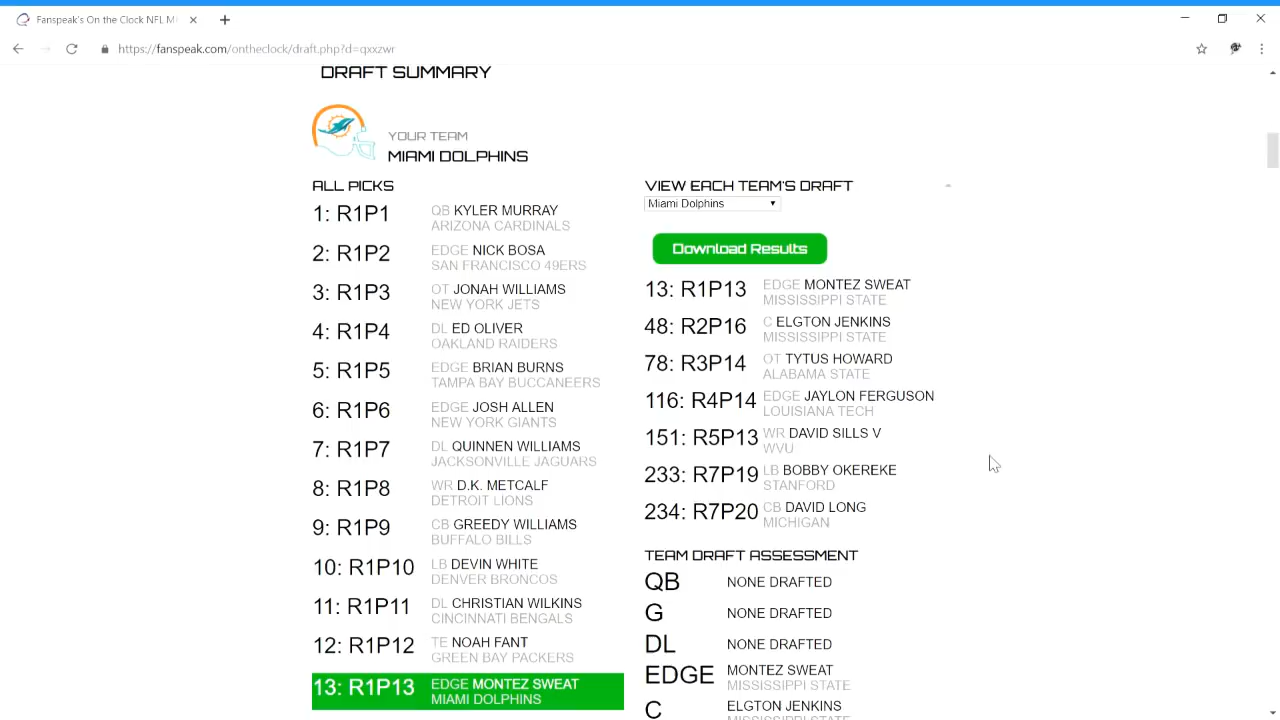 Fanspeak's On the Clock NFL M
https://fanspeak.com/ontheclock/draft.php?d=qxxzwr
DRAFT SUMMARY
YOUR TEAM
MIAMI DOLPHINS
ALL PICKS
1: R1P1 QB KYLER MURRAY
ARIZONA CARDINALS
2: R1P2 EDGE NICK BOSA
SAN FRANCISCO 49ERS
3: R1P3 OT JONAH WILLIAMS
NEW YORK JETS
4: R1P4 DL ED OLIVER
OAKLAND RAIDERS
5: R1P5 EDGE BRIAN BURNS
TAMPA BAY BUCCANEERS
6: R1P6 EDGE JOSH ALLEN
NEW YORK GIANTS
7: R1P7 DL QUINNEN WILLIAMS
JACKSONVILLE JAGUARS
8: R1P8 WR D.K. METCALF
DETROIT LIONS
9: R1P9 CB GREEDY WILLIAMS
BUFFALO BILLS
10: R1P10 LB DEVIN WHITE
DENVER BRONCOS
11: R1P11 DL CHRISTIAN WILKINS
CINCINNATI BENGALS
12: R1P12 TE NOAH FANT
GREEN BAY PACKERS
13: R1P13 EDGE MONTEZ SWEAT
MIAMI DOLPHINS
VIEW EACH TEAM'S DRAFT
Miami Dolphins
Download Results
13: R1P13 EDGE MONTEZ SWEAT
MISSISSIPPI STATE
48: R2P16 C ELGTON JENKINS
MISSISSIPPI STATE
78: R3P14 OT TYTUS HOWARD
ALABAMA STATE
116: R4P14 EDGE JAYLON FERGUSON
LOUISIANA TECH
151: R5P13 WR DAVID SILLS V
WVU
233: R7P19 LB BOBBY OKEREKE
STANFORD
234: R7P20 CB DAVID LONG
MICHIGAN
TEAM DRAFT ASSESSMENT
QB NONE DRAFTED
G NONE DRAFTED
DL NONE DRAFTED
EDGE MONTEZ SWEAT
MISSISSIPPI STATE
C ELGTON JENKINS
MISSISSIPPI STATE